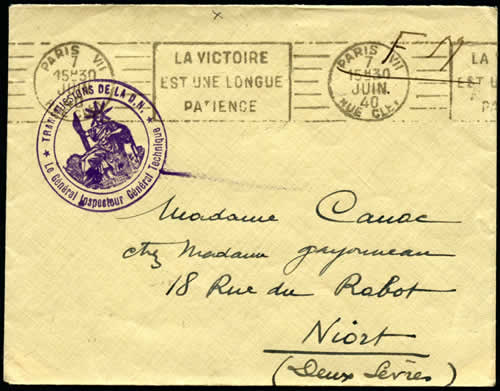 PARIS VII
7
15H30
JUIN
LA VICTOIRE
EST UNE LONGUE
PATIENCE
PARIS VII
7
15H30
JUIN.
40
RUE CLER
LA
EST
P
F M
★ TRANSMISSIONS DE LA D.N. ★
Le Général Inspecteur Général Technique
Madame Canac
chez Madame
18 Rue du Rabot
Niort
(Deux Sèvres)